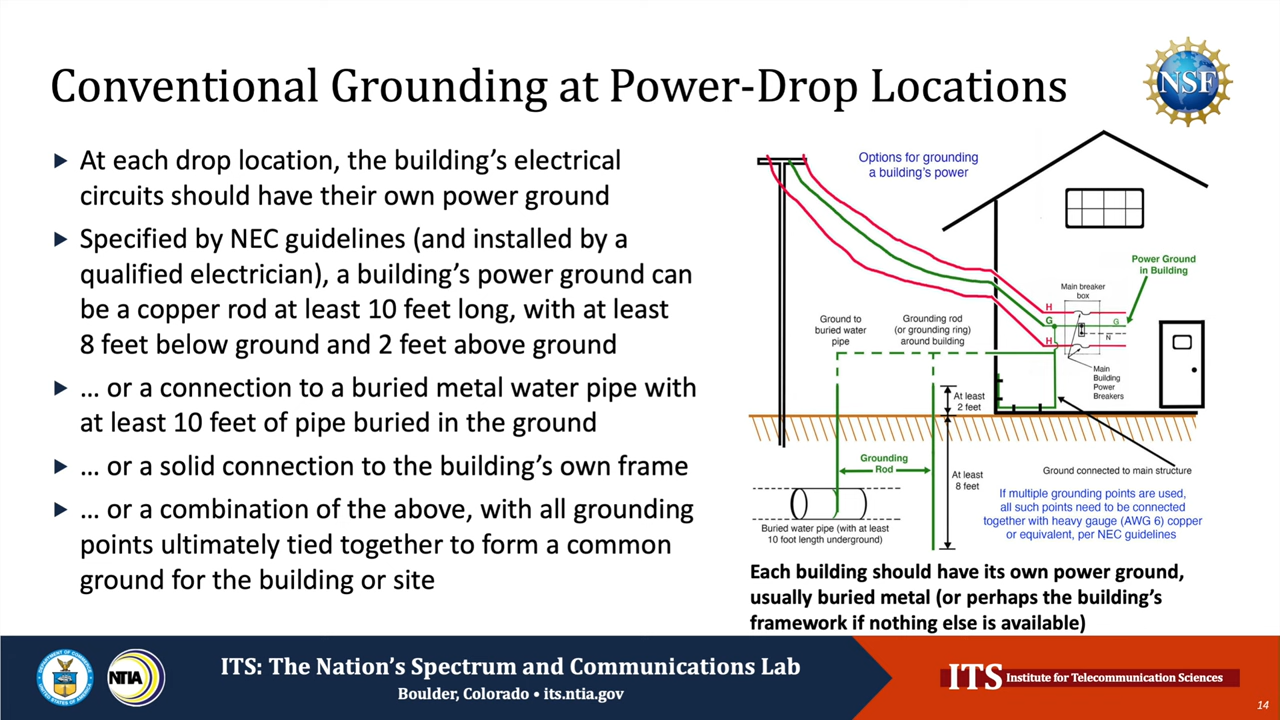 Conventional Grounding at Power-Drop Locations
NSF
At each drop location, the building's electrical
circuits should have their own power ground
Specified by NEC guidelines (and installed by a
qualified electrician), a building's power ground can
be a copper rod at least 10 feet long, with at least
8 feet below ground and 2 feet above ground
... or a connection to a buried metal water pipe with
at least 10 feet of pipe buried in the ground
... or a solid connection to the building's own frame
... or a combination of the above, with all grounding
points ultimately tied together to form a common
ground for the building or site
Options for grounding
a building's power
Power Ground
in Building
Main breaker
box
H
G
G
N
H
Main
Building
Power
Breakers
Ground to
buried water
pipe
Grounding rod
(or grounding ring)
around building
At least
2 feet
Grounding
Rod
At least
8 feet
Ground connected to main structure
Buried water pipe (with at least
10 foot length underground)
If multiple grounding points are used,
all such points need to be connected
together with heavy gauge (AWG 6) copper
or equivalent, per NEC guidelines
Each building should have its own power ground,
usually buried metal (or perhaps the building's
framework if nothing else is available)
DEPARTMENT OF COMMERCE
UNITED STATES OF AMERICA
NTIA
ITS: The Nation's Spectrum and Communications Lab
Boulder, Colorado • its.ntia.gov
ITS Institute for Telecommunication Sciences
14